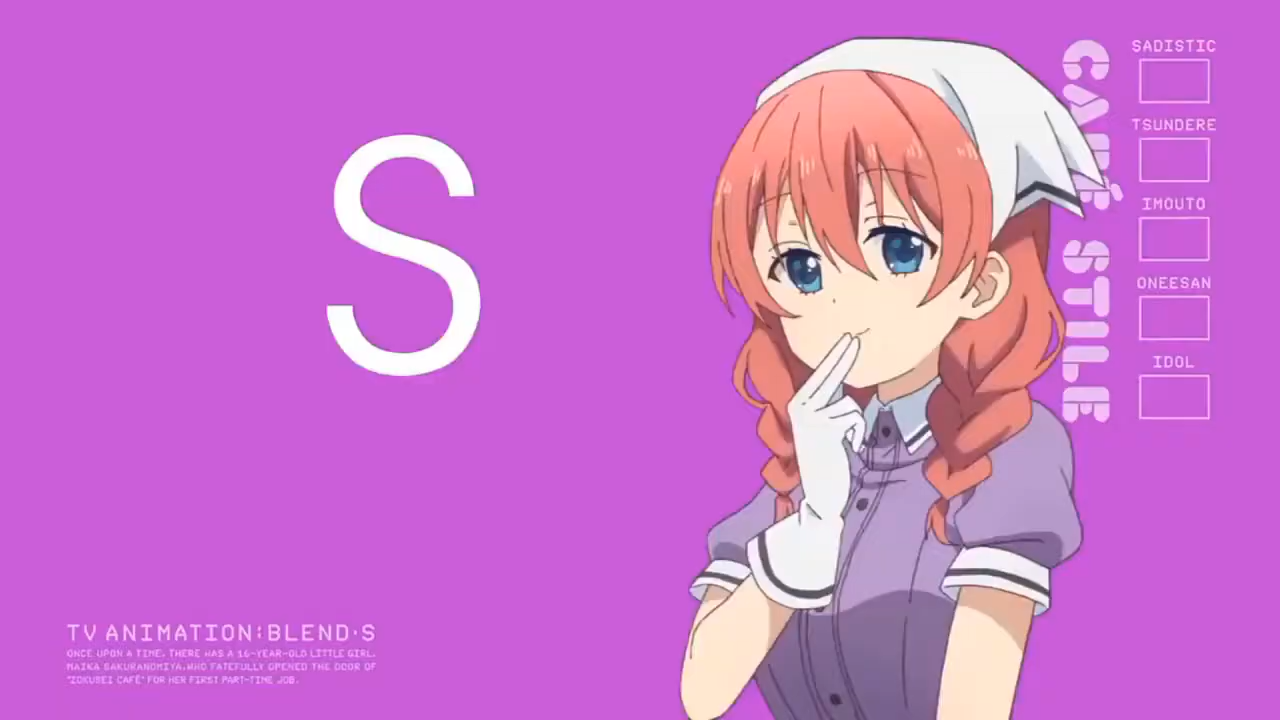 S
CAFÉ STILE
SADISTIC
TSUNDERE
IMOUTO
ONEESAN
IDOL
TV ANIMATION:BLEND·S
ONCE UPON A TIME, THERE HAS A 16-YEAR-OLD LITTLE GIRL,
MAIKA SAKURANOMIYA,WHO FATEFULLY OPENED THE DOOR OF
"ZOKUSEI CAFÉ" FOR HER FIRST PART-TIME JOB.